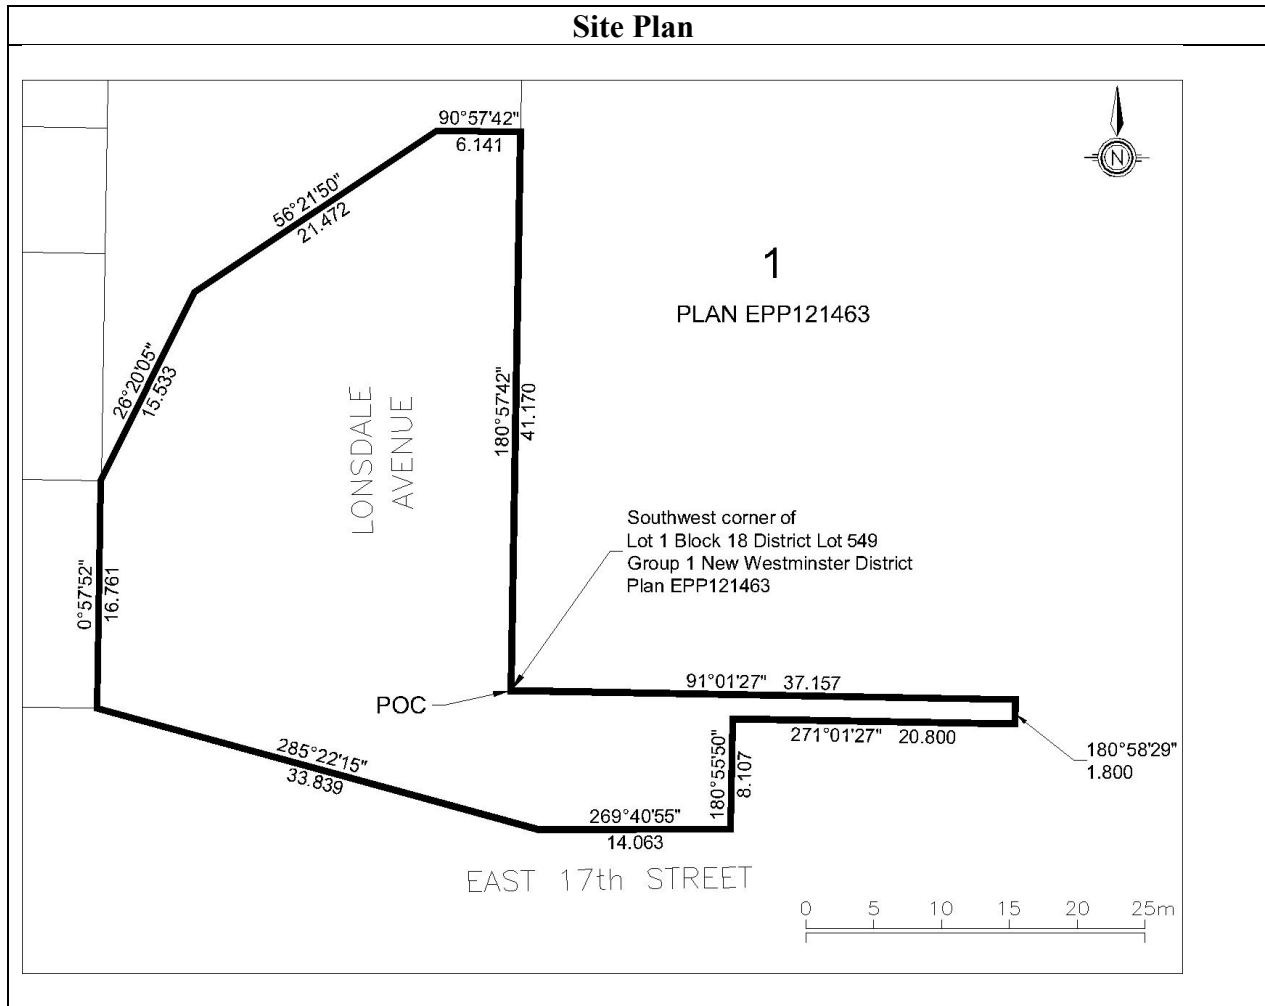 Site Plan
90°57'42"
6.141
N
56°21'50"
21.472
1
PLAN EPP121463
26°20'05"
15.533
LONSDALE
AVENUE
180°57'42"
41.170
Southwest corner of
Lot 1 Block 18 District Lot 549
Group 1 New Westminster District
Plan EPP121463
0°57'52"
16.761
POC
91°01'27" 37.157
271°01'27" 20.800
180°58'29"
1.800
180°55'50"
8.107
285°22'15"
33.839
269°40'55"
14.063
EAST 17th STREET
0 5 10 15 20 25m